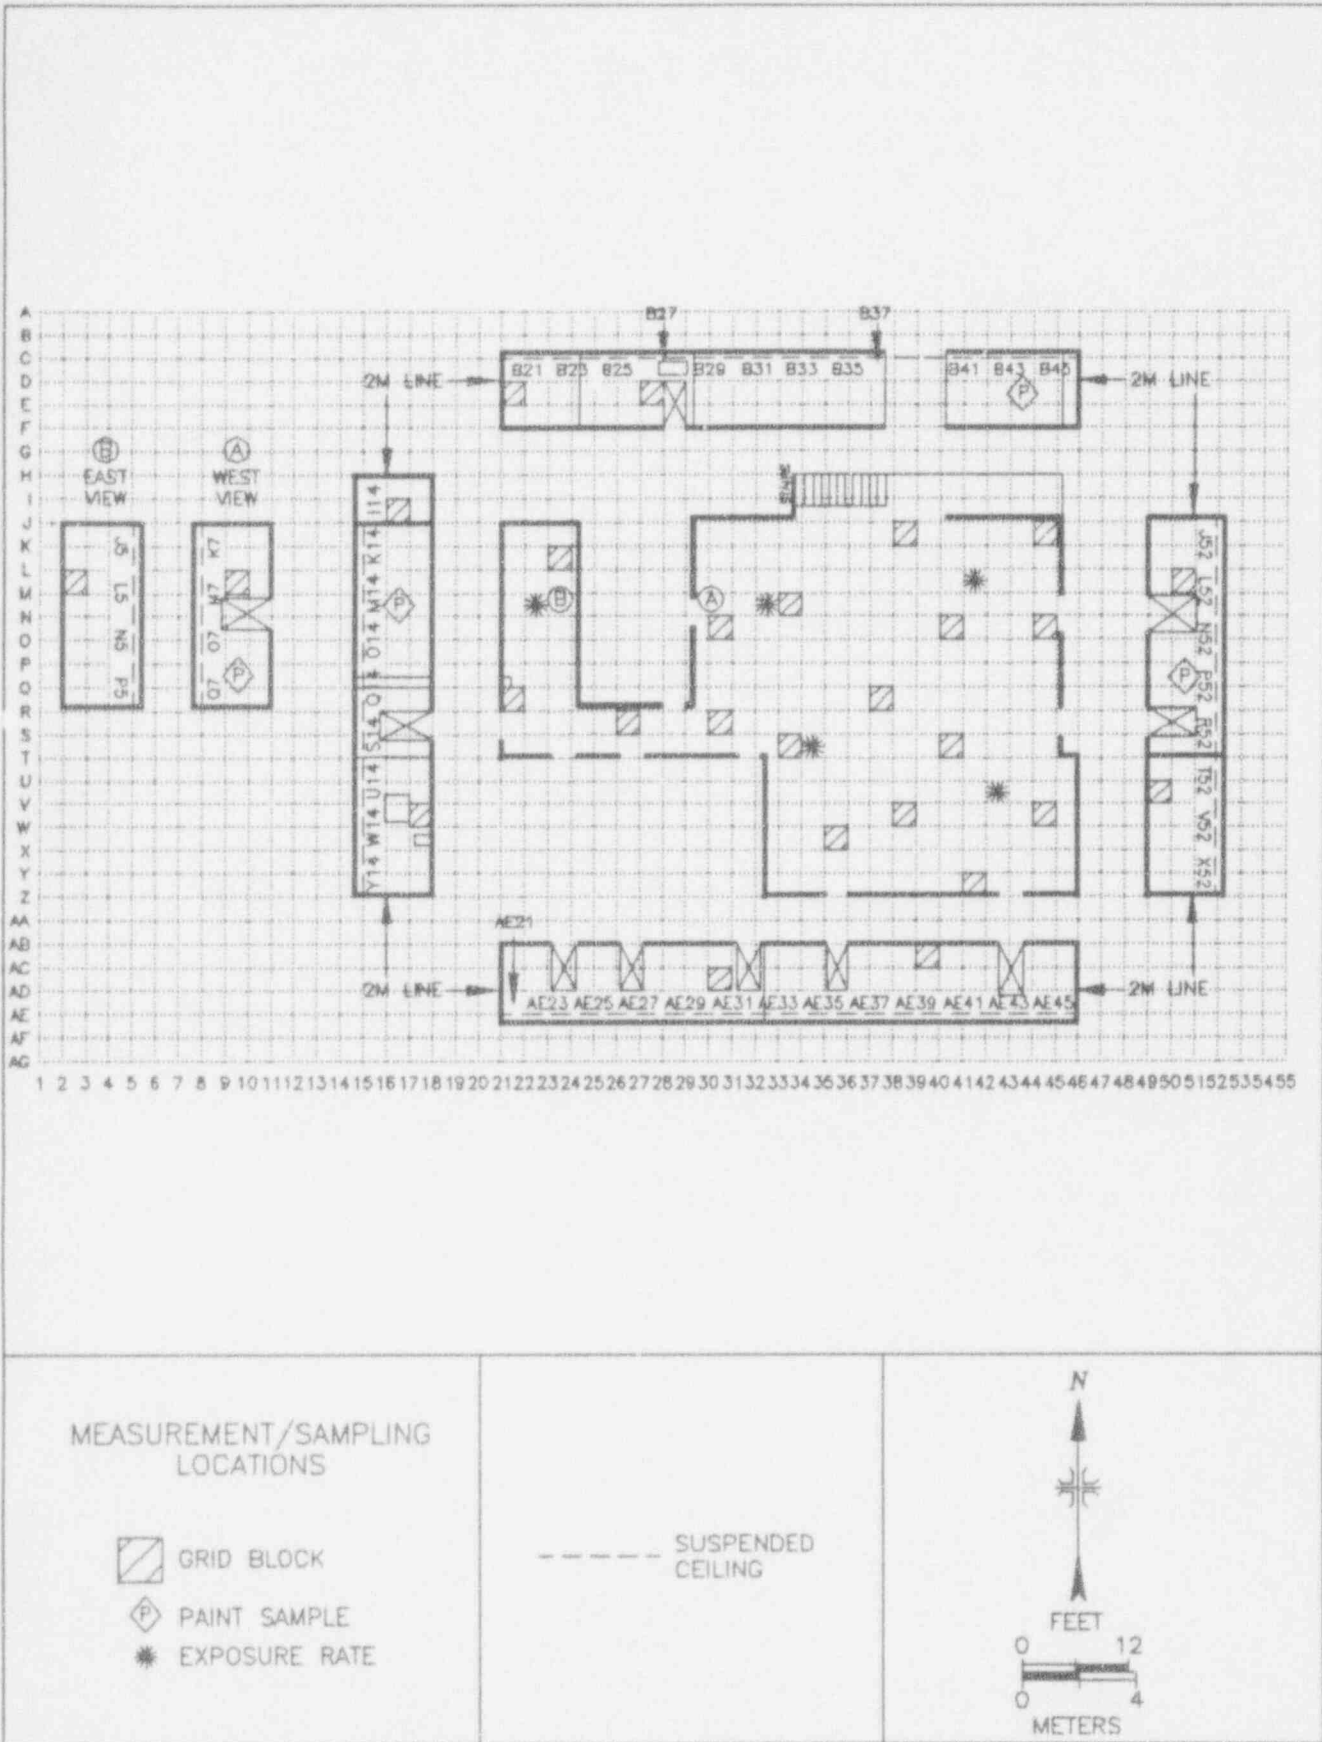 A
B
C
D
E
F
G
H
I
J
K
L
M
N
O
P
Q
R
S
T
U
V
W
X
Y
Z
AA
AB
AC
AD
AE
AF
AG
B27 B37
B21 B23 B25 B29 B31 B33 B35 B41 B43 B45
P
2M LINE
2M LINE
B
EAST
VIEW
A
WEST
VIEW
J5 L5 N5 P5
K7 M7 O7 Q7
P
I14 K14 M14 O14 Q14 S14 U14 W14 Y14
P
B
A
J52 L52 N52 P52 R52 T52 V52 X52
P
AE21
2M LINE
AE23 AE25 AE27 AE29 AE31 AE33 AE35 AE37 AE39 AE41 AE43 AE45
2M LINE
1 2 3 4 5 6 7 8 9 10 11 12 13 14 15 16 17 18 19 20 21 22 23 24 25 26 27 28 29 30 31 32 33 34 35 36 37 38 39 40 41 42 43 44 45 46 47 48 49 50 51 52 53 54 55
MEASUREMENT/SAMPLING
LOCATIONS
GRID BLOCK
P PAINT SAMPLE
EXPOSURE RATE
SUSPENDED
CEILING
N
FEET
0 12
0 4
METERS